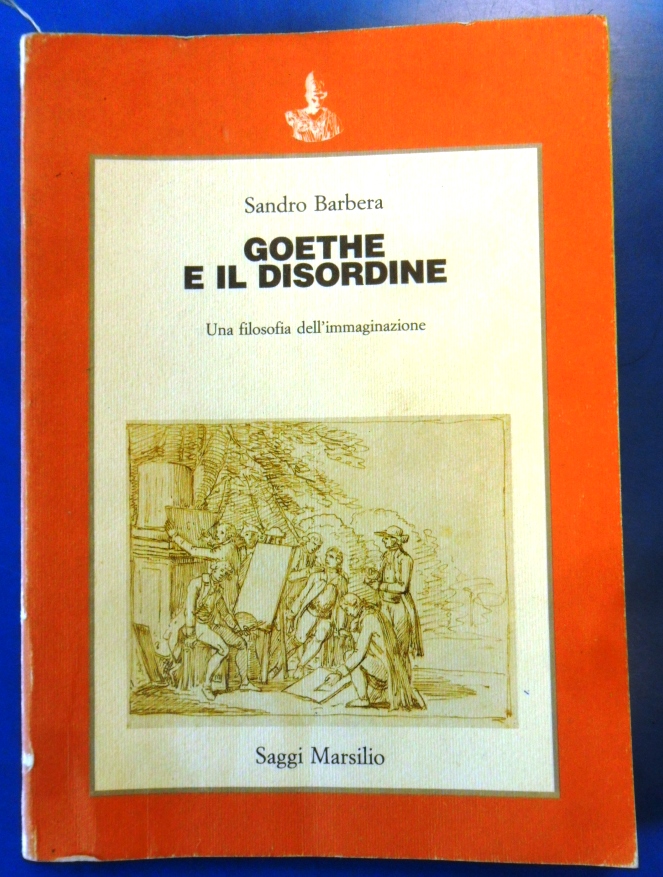 Sandro Barbera
GOETHE
E IL DISORDINE
Una filosofia dell'immaginazione
Saggi Marsilio